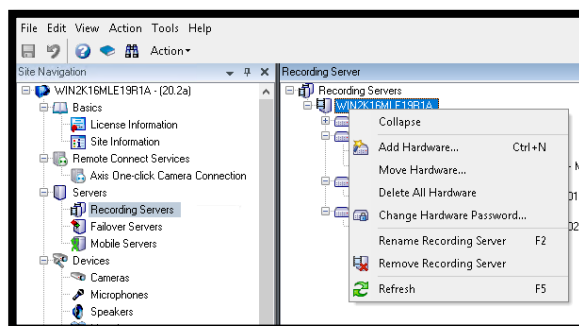 File Edit View Action Tools Help
Action
Site Navigation
WIN2K16MLE19R1A - (20.2a)
Basics
License Information
Site Information
Remote Connect Services
Axis One-click Camera Connection
Servers
Recording Servers
Failover Servers
Mobile Servers
Devices
Cameras
Microphones
Speakers
Recording Server
Recording Servers
WIN2K16MLE19R1A
Collapse
Add Hardware... Ctrl+N
Move Hardware...
Delete All Hardware
Change Hardware Password...
Rename Recording Server F2
Remove Recording Server
Refresh F5
- M
01
02